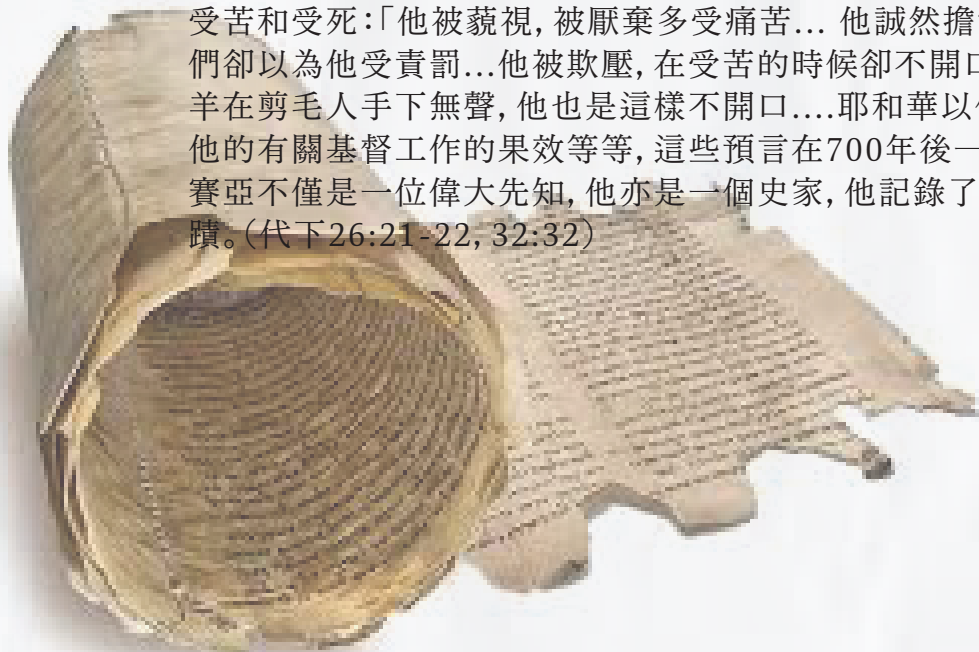 受苦和受死：「他被藐視，被厭棄多受痛苦… 他誠然擔
們卻以為他受責罰…他被欺壓，在受苦的時候卻不開口
羊在剪毛人手下無聲，他也是這樣不開口….耶和華以
他的有關基督工作的果效等等，這些預言在700年後一
賽亞不僅是一位偉大先知，他亦是一個史家，他記錄了
蹟。（代下26:21-22, 32:32）